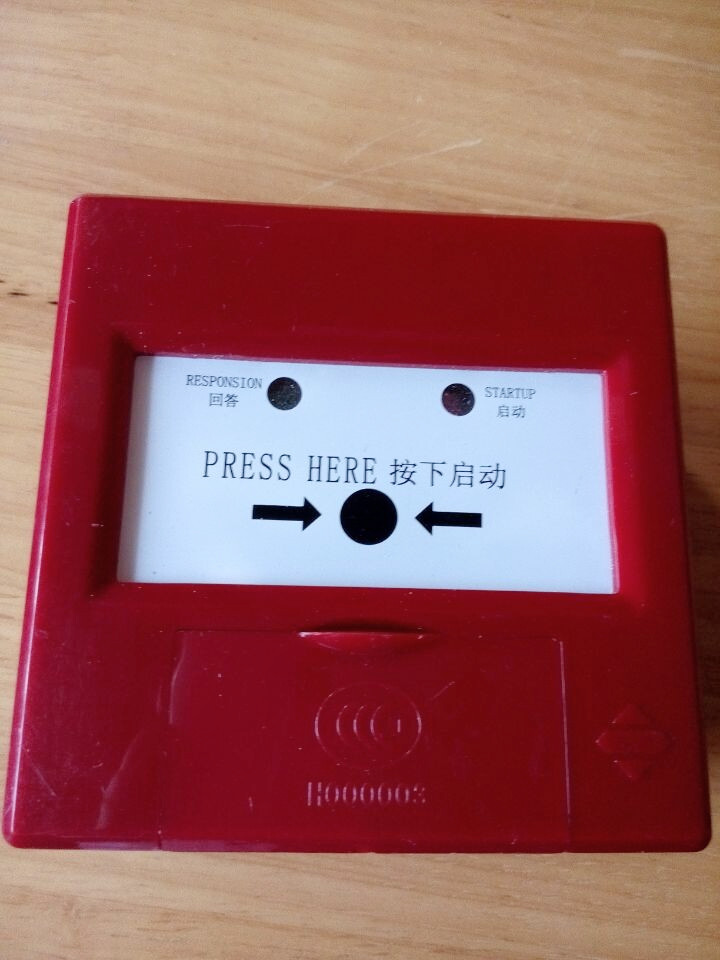 RESPONSION
回答
STARTUP
启动
PRESS HERE 按下启动
H000003